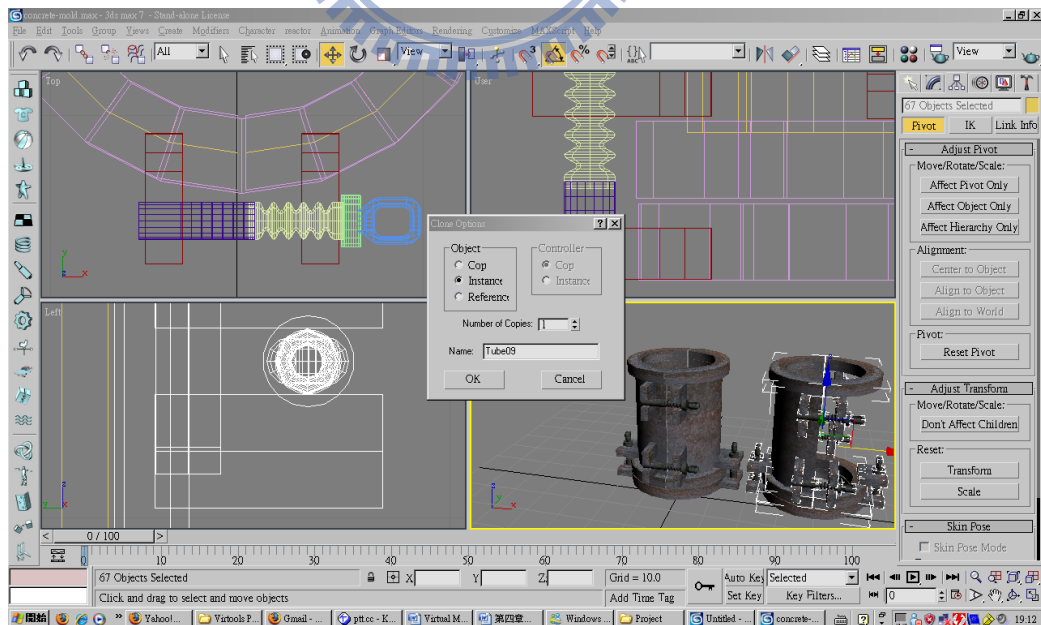 concrete-mold.max - 3ds max 7 - Stand-alone License
File Edit Tools Group Views Create Modifiers Character reactor Animation Graph Editors Rendering Customize MAXScript Help
All
View
View
Top
User
Left
67 Objects Selected
Pivot IK Link Info
- Adjust Pivot
Move/Rotate/Scale:
Affect Pivot Only
Affect Object Only
Affect Hierarchy Only
Alignment:
Center to Object
Align to Object
Align to World
Pivot:
Reset Pivot
- Adjust Transform
Move/Rotate/Scale:
Don't Affect Children
Reset:
Transform
Scale
- Skin Pose
Skin Pose Mode
Clone Options
Object
Cop
Instance
Reference
Controller
Cop
Instance
Number of Copies: 1
Name: Tube09
OK Cancel
< 0 / 100 >
0 10 20 30 40 50 60 70 80 90 100
67 Objects Selected X Y Z Grid = 10.0 Auto Key Selected
Click and drag to select and move objects Add Time Tag Set Key Key Filters... 0
開始 Yahoo!... Virtools P... Gmail - ... ptt.cc - K... Virtual M... 第四章... Windows ... Project Untitled - ... concrete-... 19:12